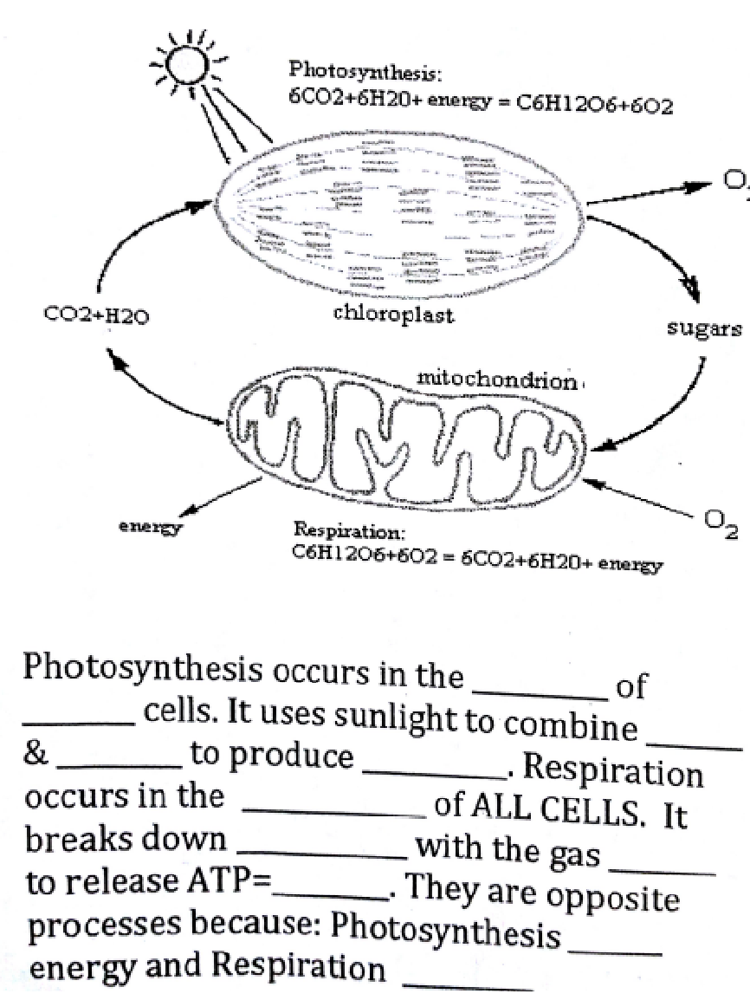 Photosynthesis:
6CO2+6H20+ energy = C6H12O6+6O2
O2
CO2+H2O
chloroplast
sugars
mitochondrion
energy
O2
Respiration:
C6H12O6+6O2 = 6CO2+6H20+ energy
Photosynthesis occurs in the ________ of
_______ cells. It uses sunlight to combine ______
& ________ to produce _________. Respiration
occurs in the ___________ of ALL CELLS. It
breaks down __________ with the gas ______
to release ATP=_______. They are opposite
processes because: Photosynthesis ______
energy and Respiration ________